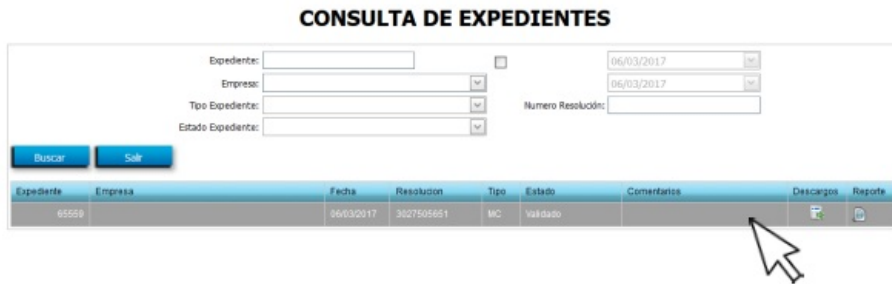 CONSULTA DE EXPEDIENTES
Expediente: 06/03/2017
Empresa: 06/03/2017
Tipo Expediente: Numero Resolución:
Estado Expediente:
Buscar Salir
Expediente Empresa Fecha Resolucion Tipo Estado Comentarios Descargos Reporte
65559 06/03/2017 3027505651 MC Validado